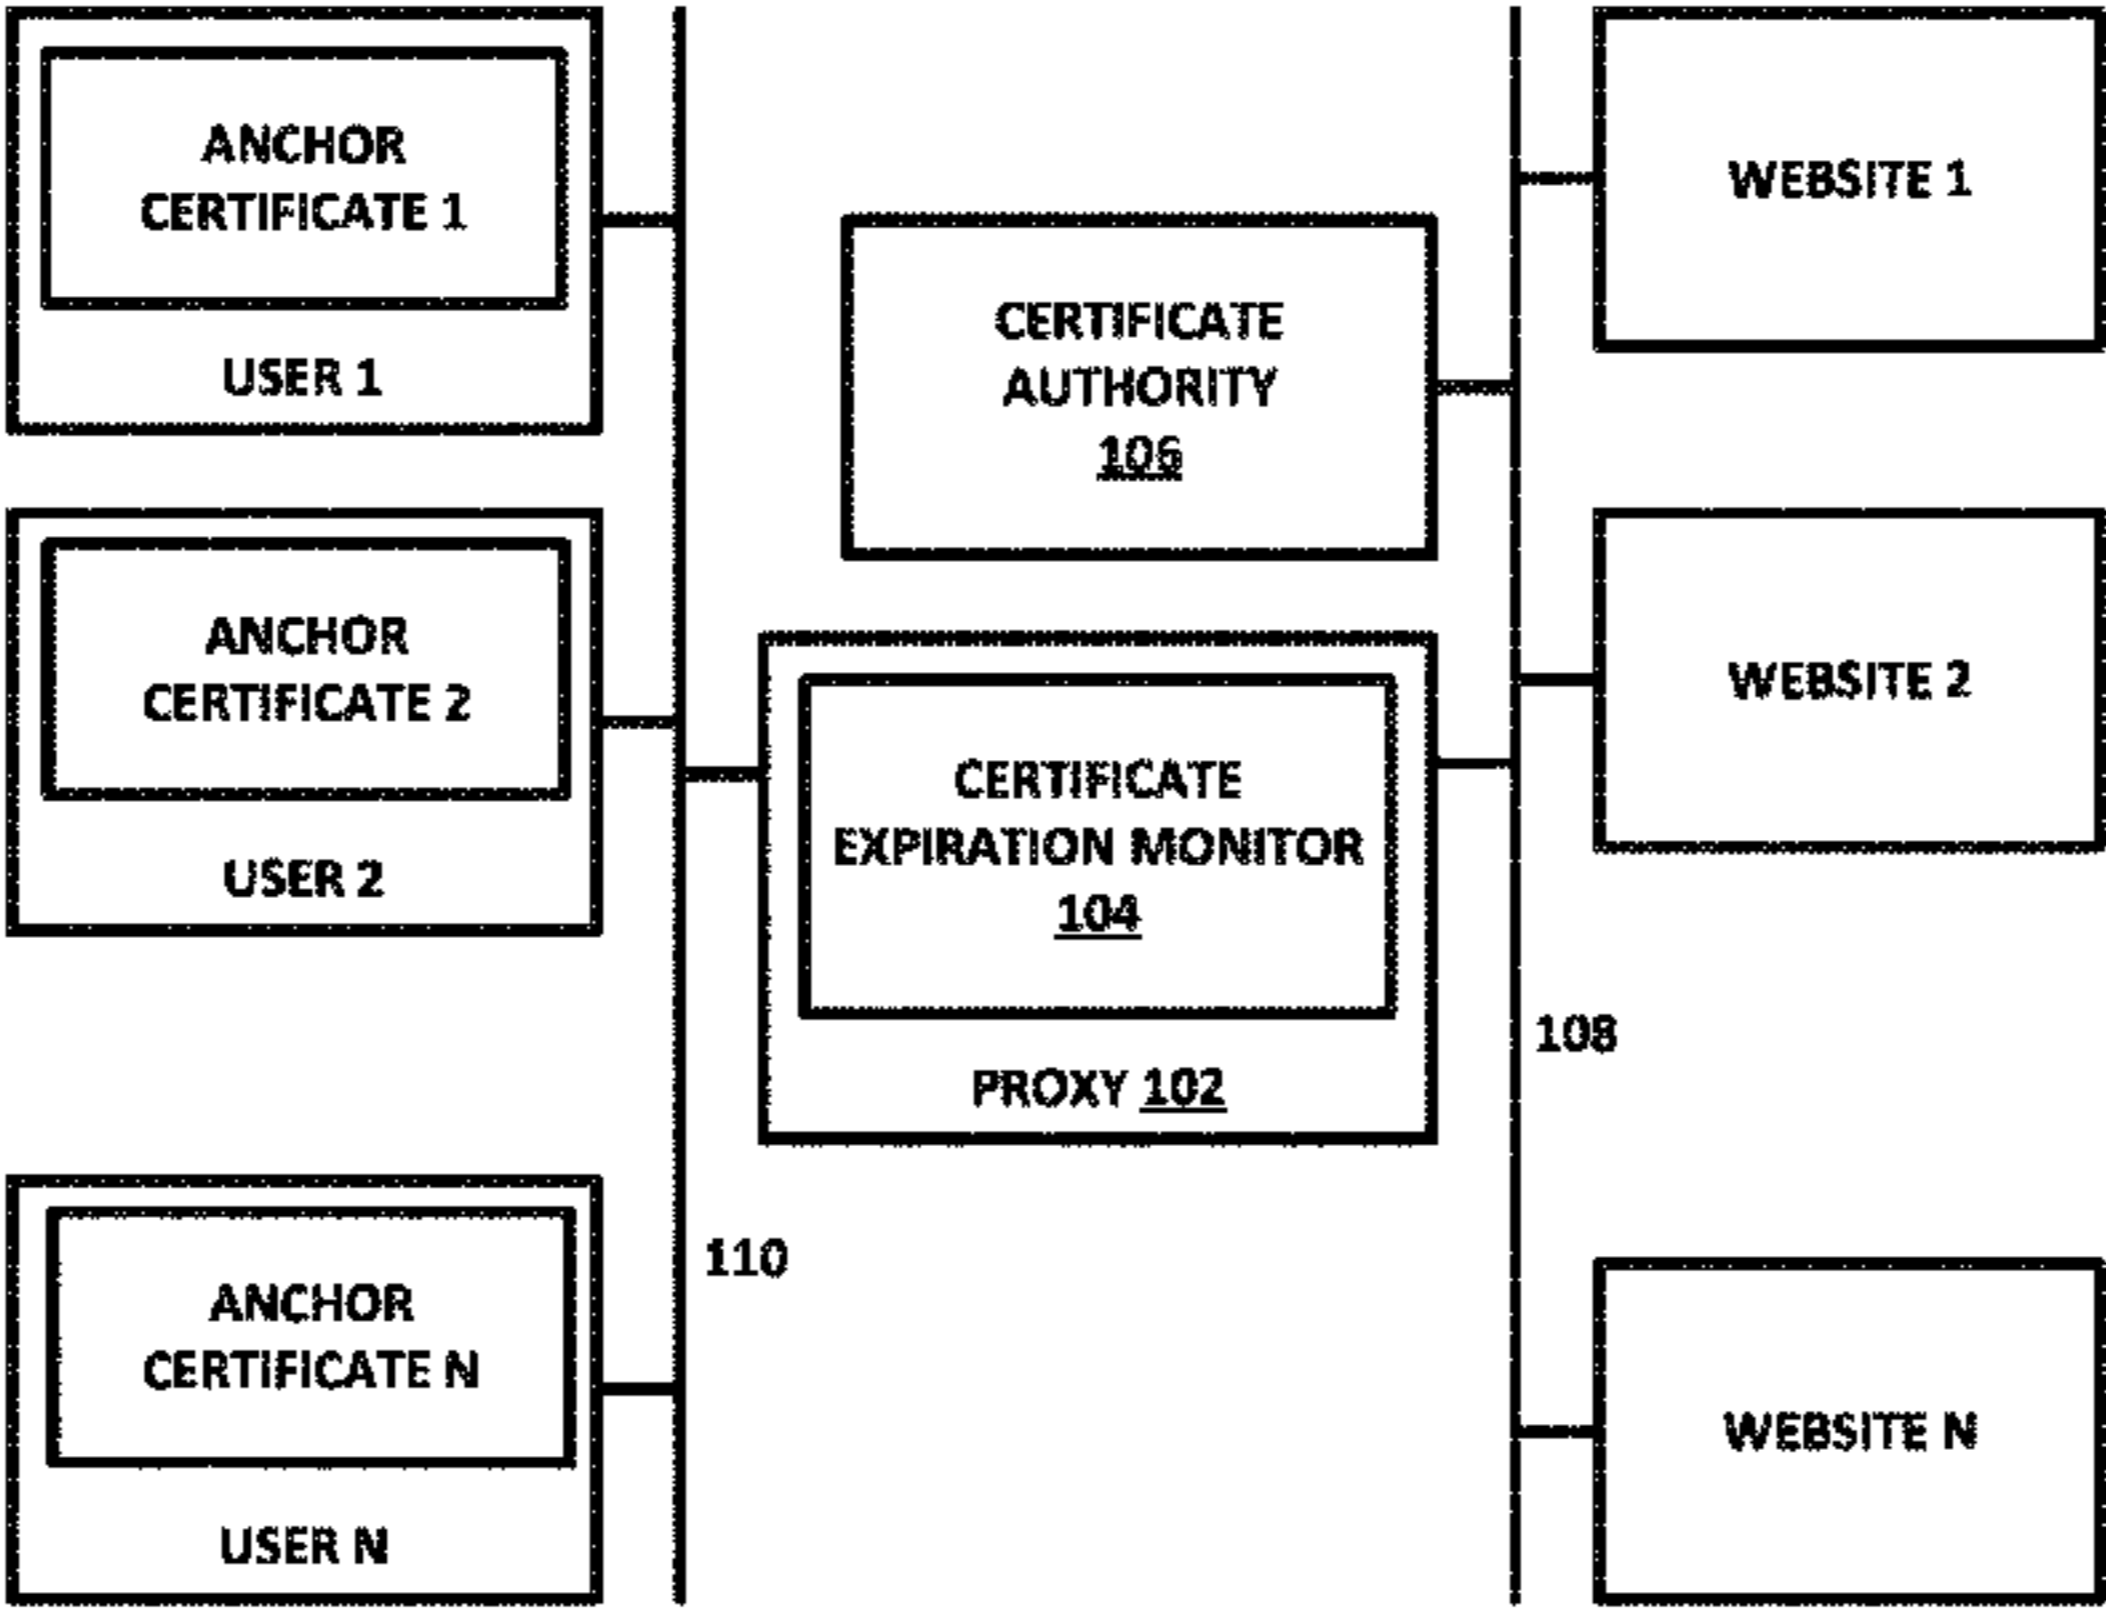 ANCHOR
CERTIFICATE 1
USER 1
ANCHOR
CERTIFICATE 2
USER 2
ANCHOR
CERTIFICATE N
USER N
110
CERTIFICATE
AUTHORITY
106
CERTIFICATE
EXPIRATION MONITOR
104
PROXY 102
108
WEBSITE 1
WEBSITE 2
WEBSITE N